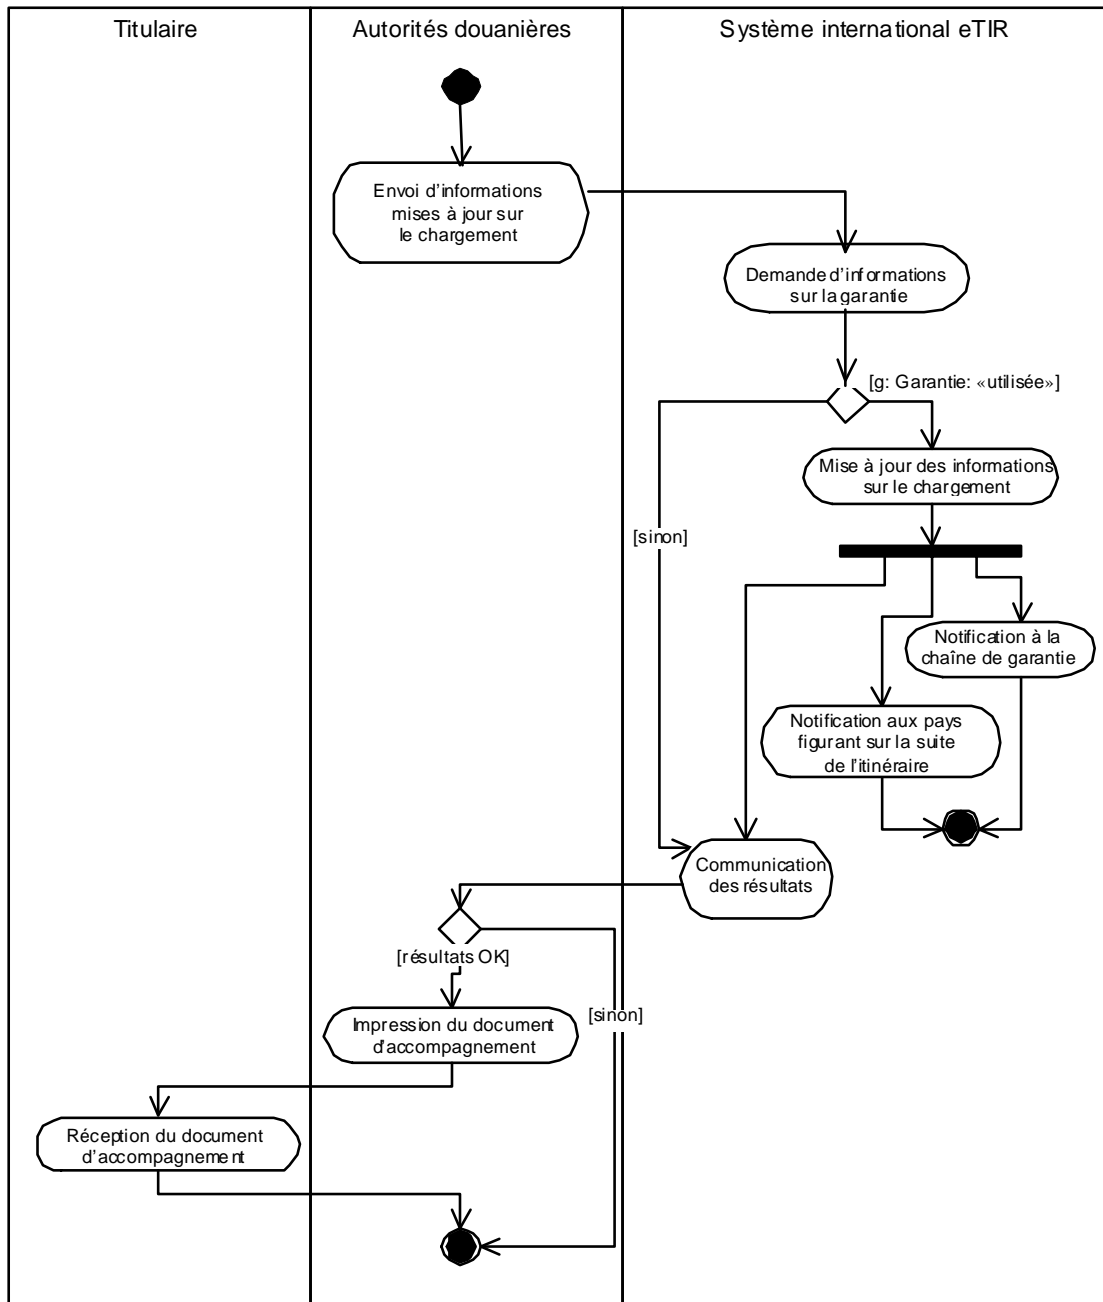 Titulaire
Autorités douanières
Système international eTIR
Envoi d'informations
mises à jour sur
le chargement
Demande d'informations
sur la garantie
[g: Garantie: «utilisée»]
Mise à jour des informations
sur le chargement
[sinon]
Notification à la
chaîne de garantie
Notification aux pays
figurant sur la suite
de l'itinéraire
Communication
des résultats
[résultats OK]
[sinon]
Impression du document
d'accompagnement
Réception du document
d'accompagnement